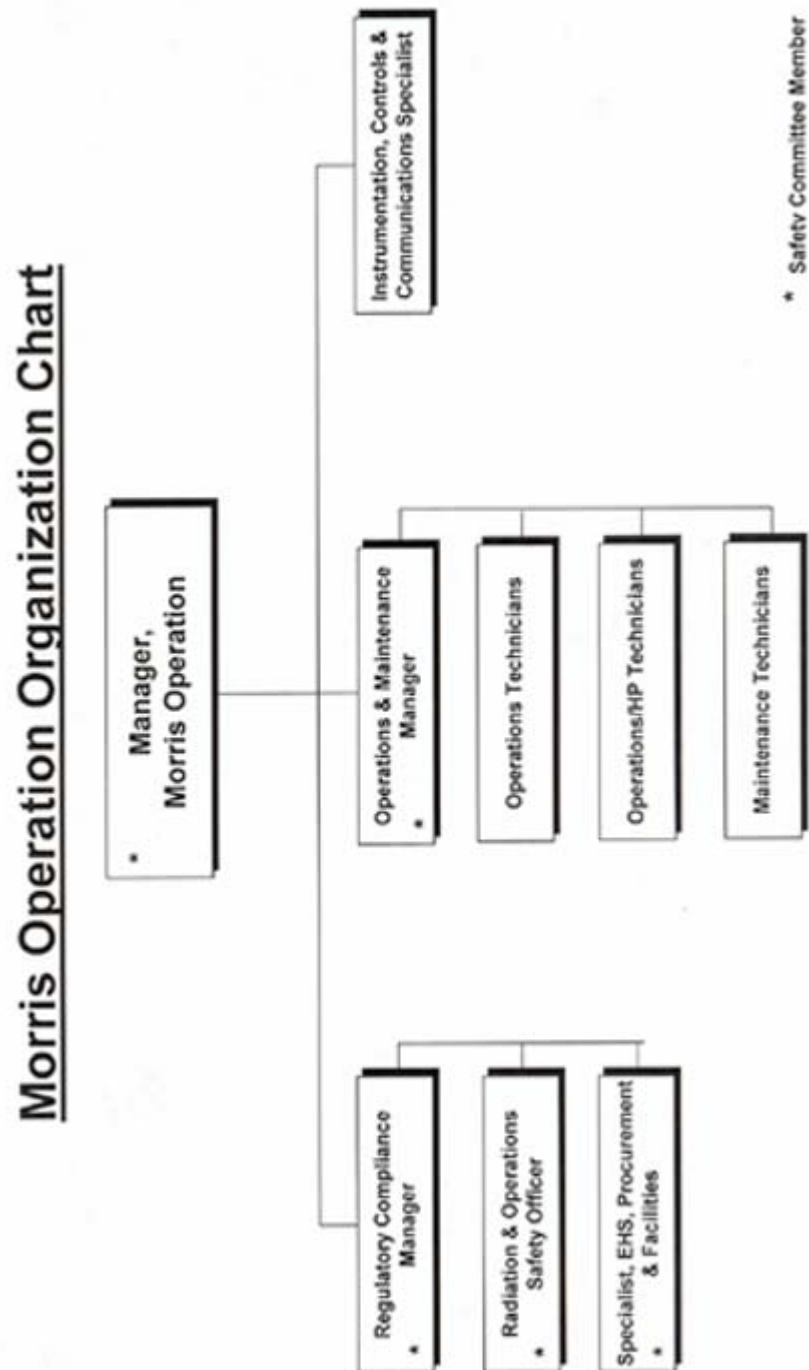 Morris Operation Organization Chart
Manager,
* Morris Operation
Regulatory Compliance
Manager
*
Radiation & Operations
Safety Officer
*
Specialist, EHS, Procurement
& Facilities
*
Operations & Maintenance
Manager
*
Operations Technicians
Operations/HP Technicians
Maintenance Technicians
Instrumentation, Controls &
Communications Specialist
* Safety Committee Member